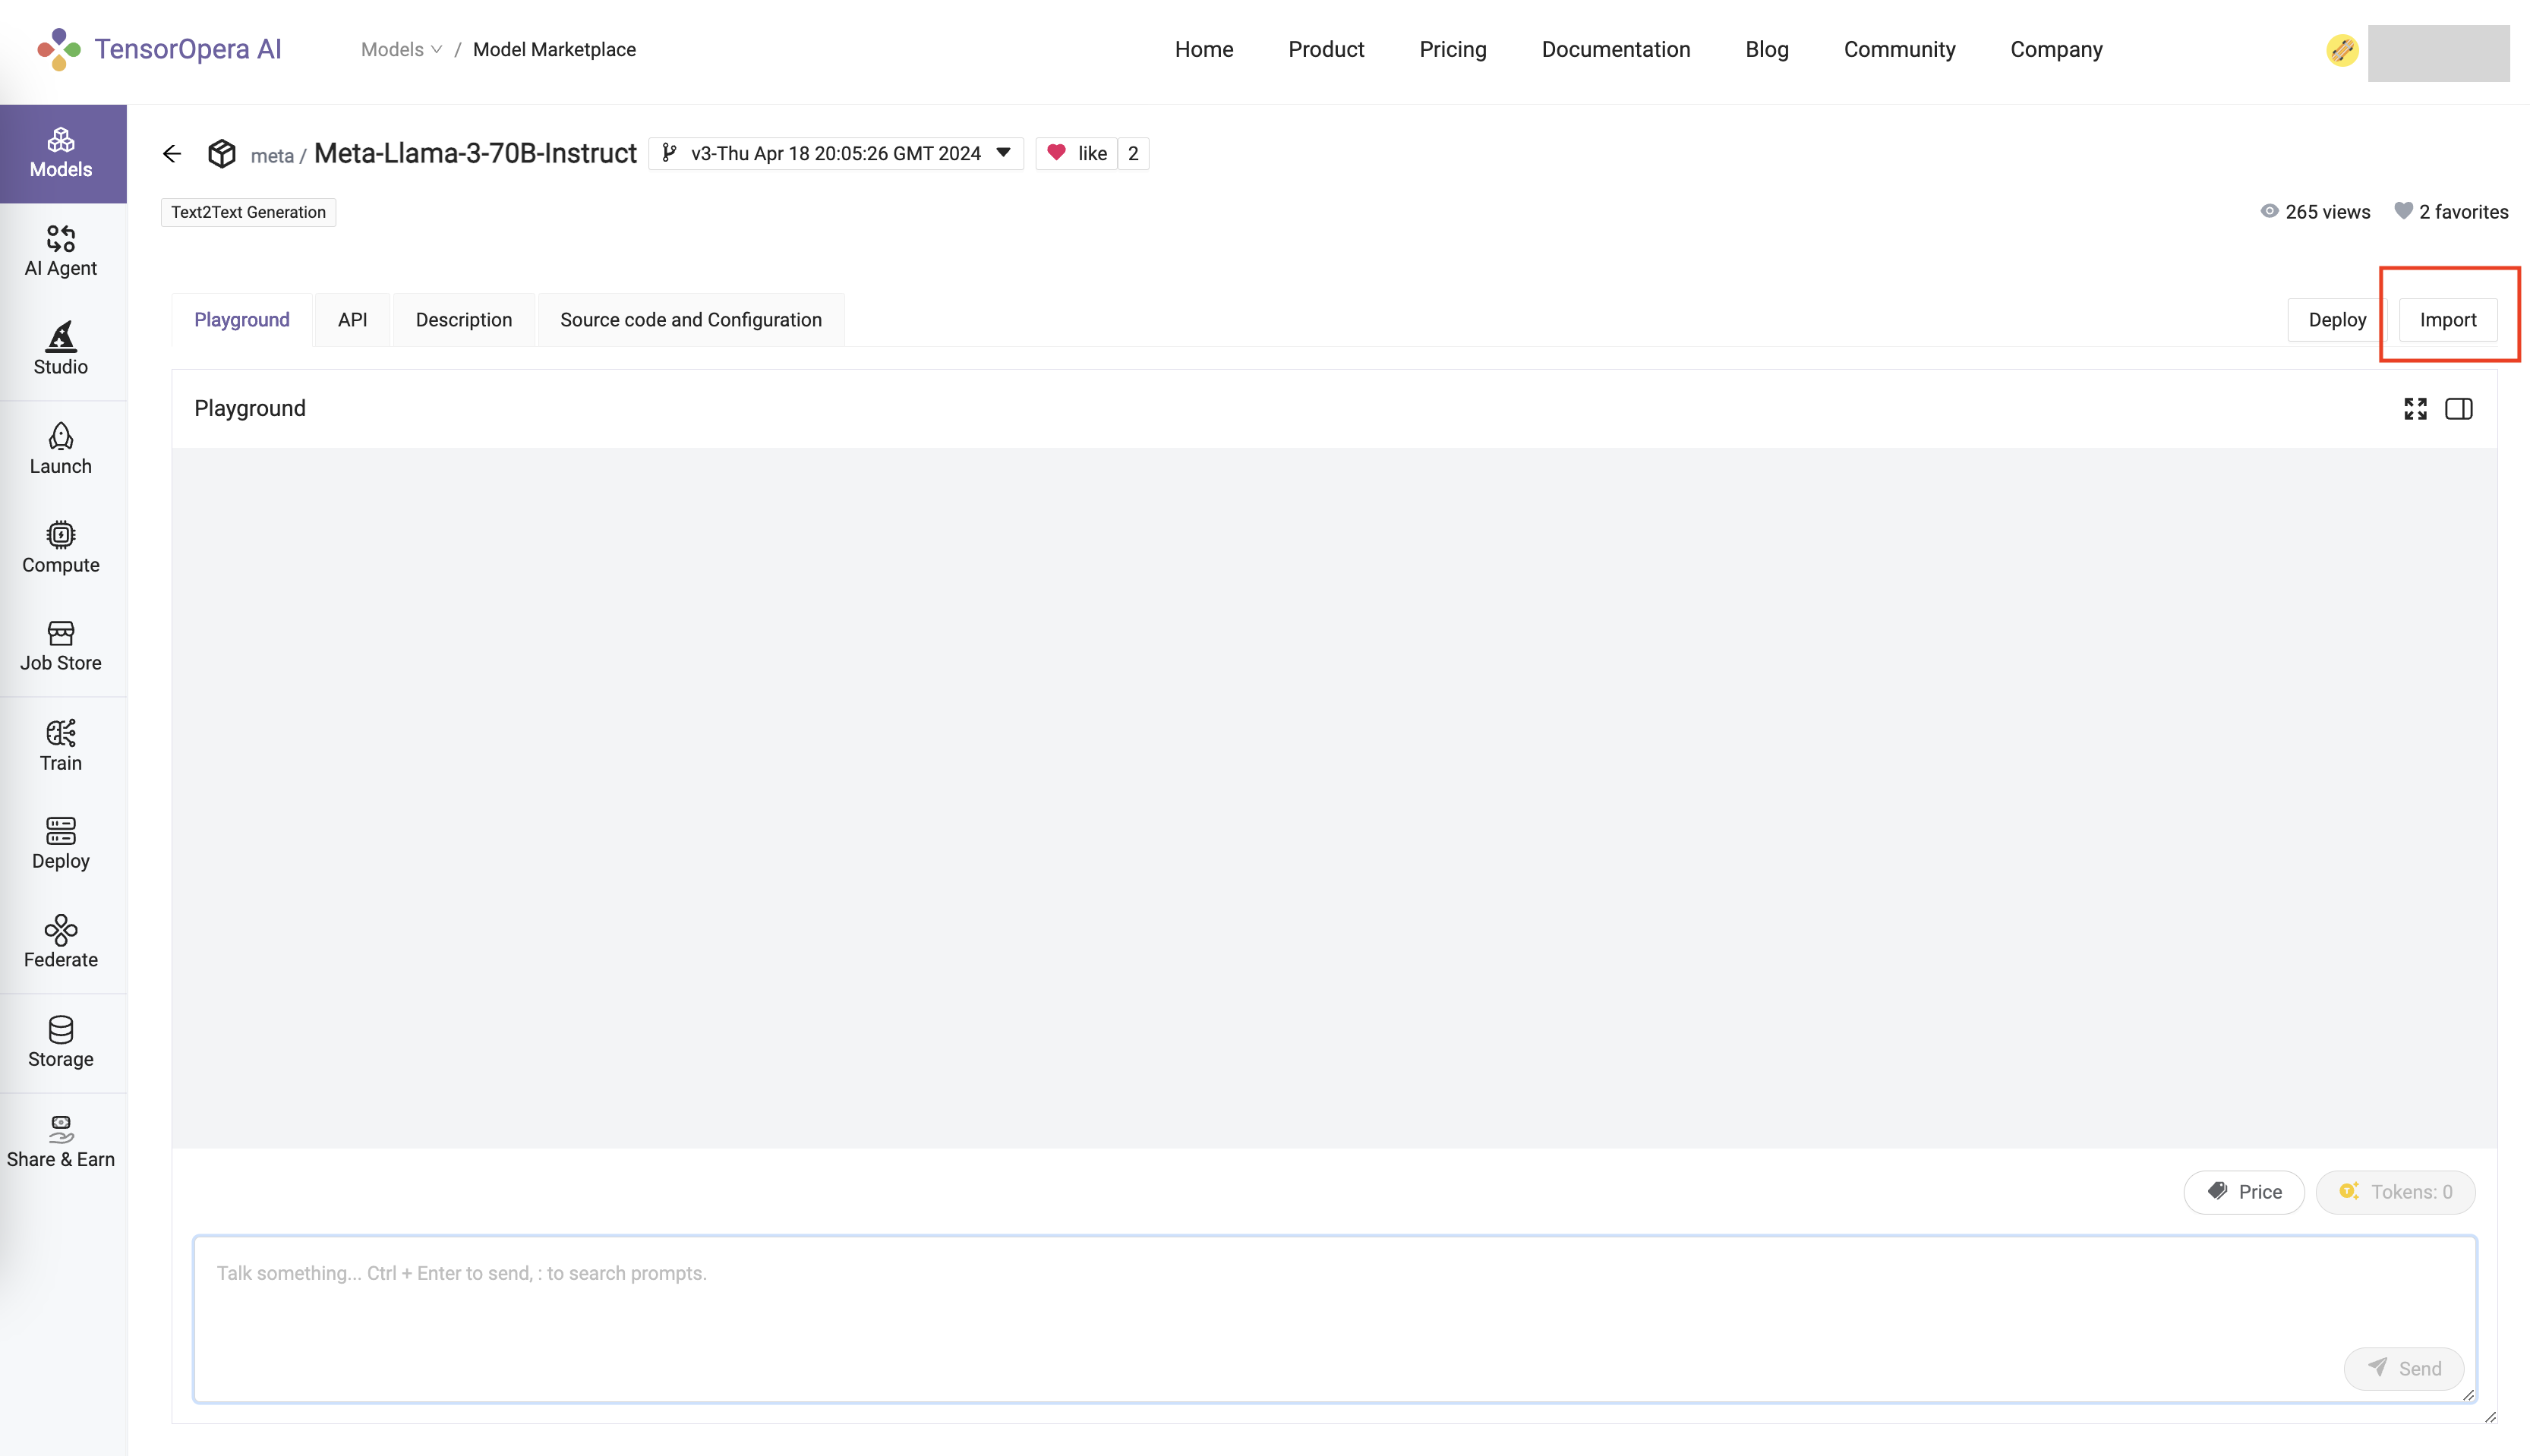 TensorOpera AI
Models / Model Marketplace
Home Product Pricing Documentation Blog Community Company
Models
AI Agent
Studio
Launch
Compute
Job Store
Train
Deploy
Federate
Storage
Share & Earn
meta / Meta-Llama-3-70B-Instruct v3-Thu Apr 18 20:05:26 GMT 2024 like 2
Text2Text Generation
265 views 2 favorites
Playground API Description Source code and Configuration
Deploy Import
Playground
Price Tokens: 0
Talk something... Ctrl + Enter to send, : to search prompts.
Send